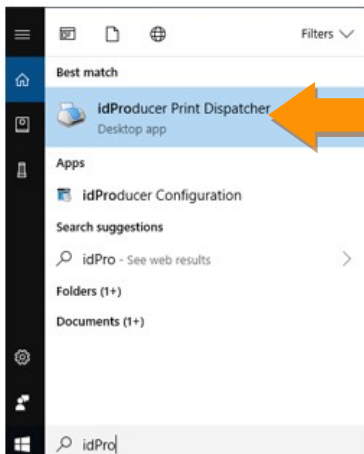 Filters
Best match
idProducer Print Dispatcher
Desktop app
Apps
idProducer Configuration
Search suggestions
idPro - See web results
Folders (1+)
Documents (1+)
idPro